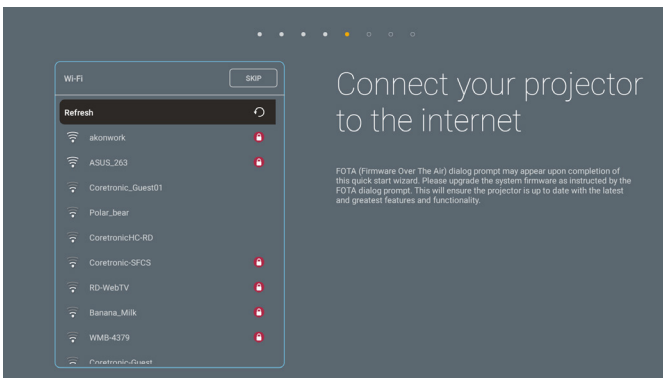 Wi-Fi
SKIP
Refresh
akonwork
ASUS_263
Coretronic_Guest01
Polar_bear
CoretronicHC-RD
Coretronic-SFCS
RD-WebTV
Banana_Milk
WMB-4379
Coretronic-Guest
Connect your projector
to the internet
FOTA (Firmware Over The Air) dialog prompt may appear upon completion of
this quick start wizard. Please upgrade the system firmware as instructed by the
FOTA dialog prompt. This will ensure the projector is up to date with the latest
and greatest features and functionality.